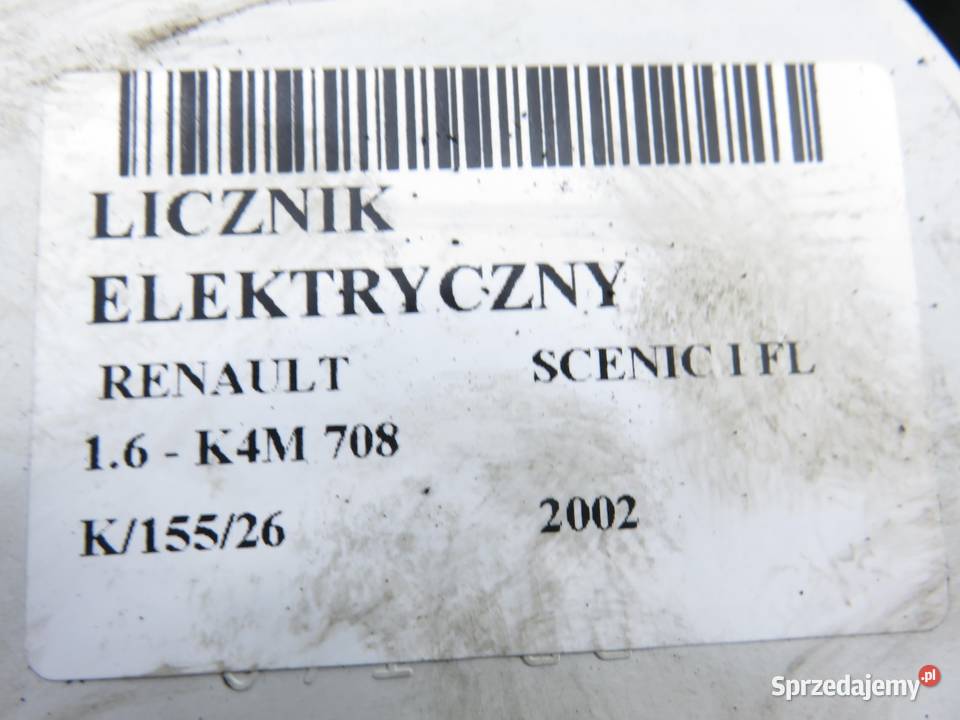 LICZNIK
ELEKTRYCZNY
RENAULT SCENIC I FL
1.6 - K4M 708
K/155/26 2002
Sprzedajemy.pl